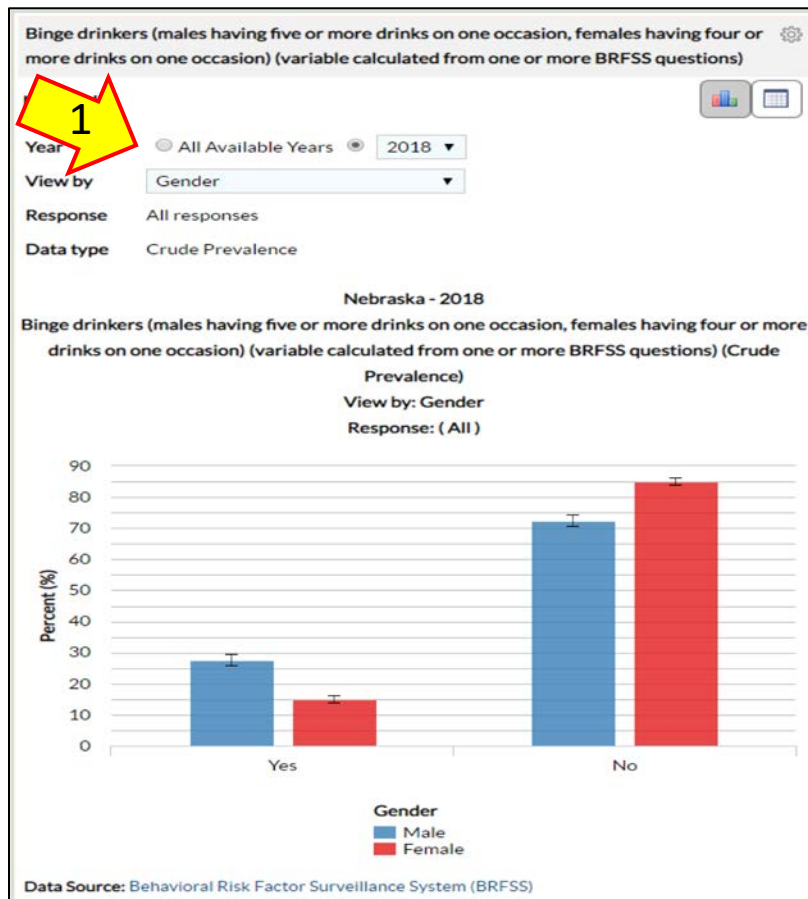 Binge drinkers (males having five or more drinks on one occasion, females having four or
more drinks on one occasion) (variable calculated from one or more BRFSS questions)
1
Year All Available Years 2018
View by Gender
Response All responses
Data type Crude Prevalence
Nebraska - 2018
Binge drinkers (males having five or more drinks on one occasion, females having four or more
drinks on one occasion) (variable calculated from one or more BRFSS questions) (Crude
Prevalence)
View by: Gender
Response: ( All )
90
80
70
60
50
40
30
20
10
0
Percent (%)
Yes No
Gender
Male
Female
Data Source: Behavioral Risk Factor Surveillance System (BRFSS)